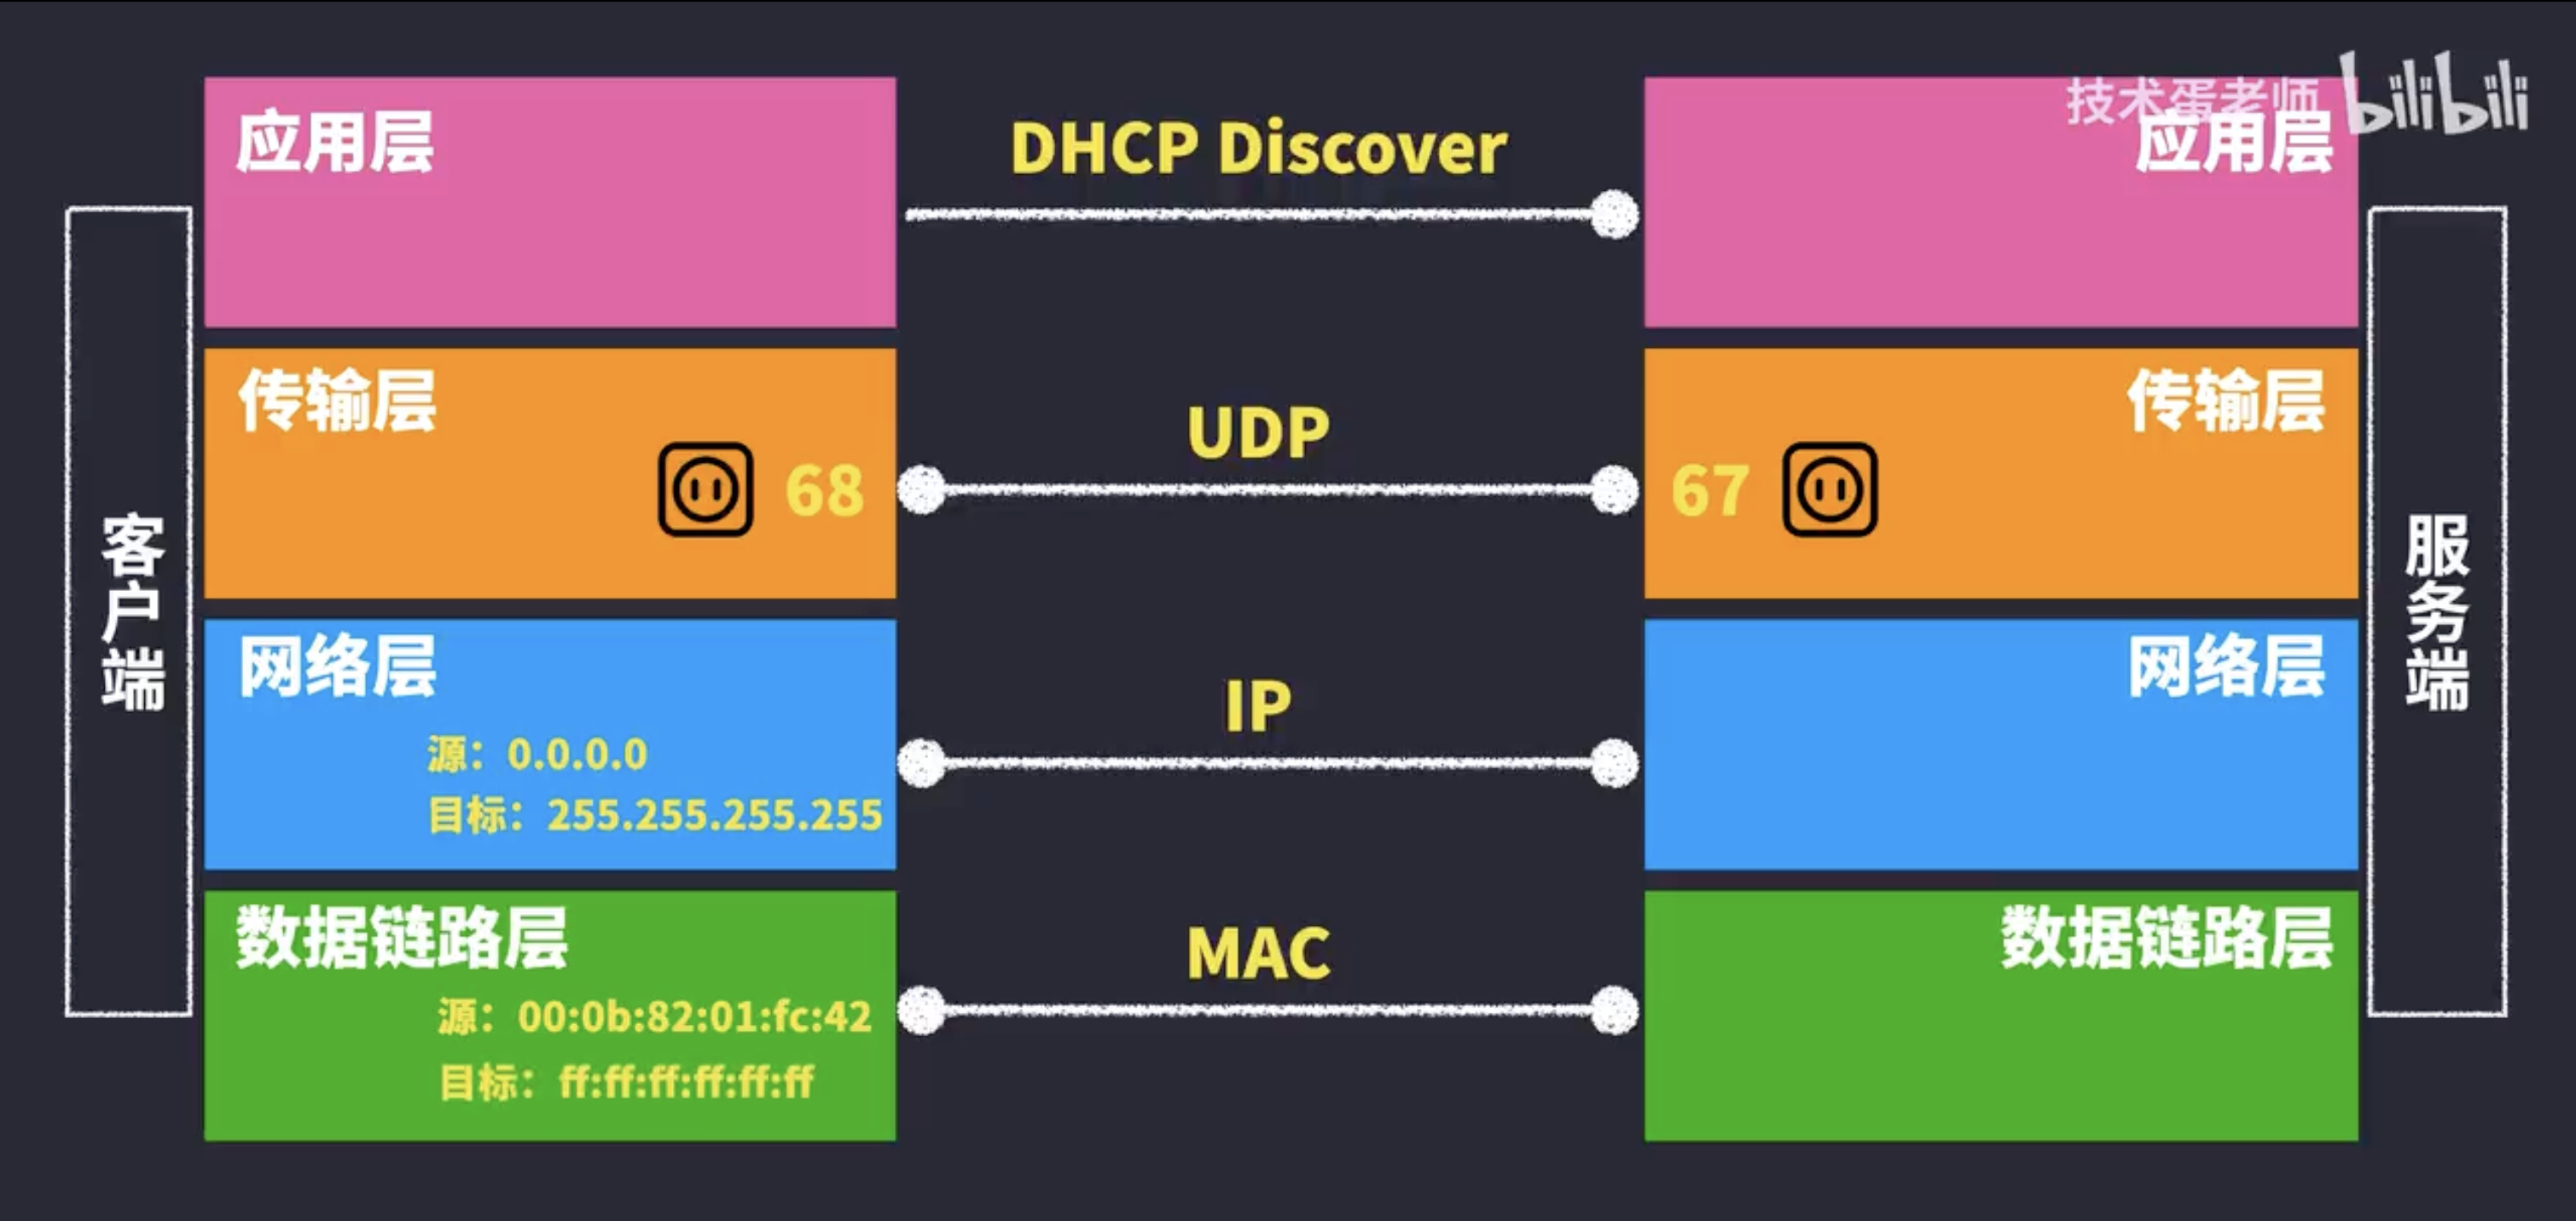 技术蛋老师 bilibili
应用层
DHCP Discover
应用层
传输层
68
UDP
67
传输层
客户端
服务端
网络层
源：0.0.0.0
目标：255.255.255.255
IP
网络层
数据链路层
源：00:0b:82:01:fc:42
目标：ff:ff:ff:ff:ff:ff
MAC
数据链路层